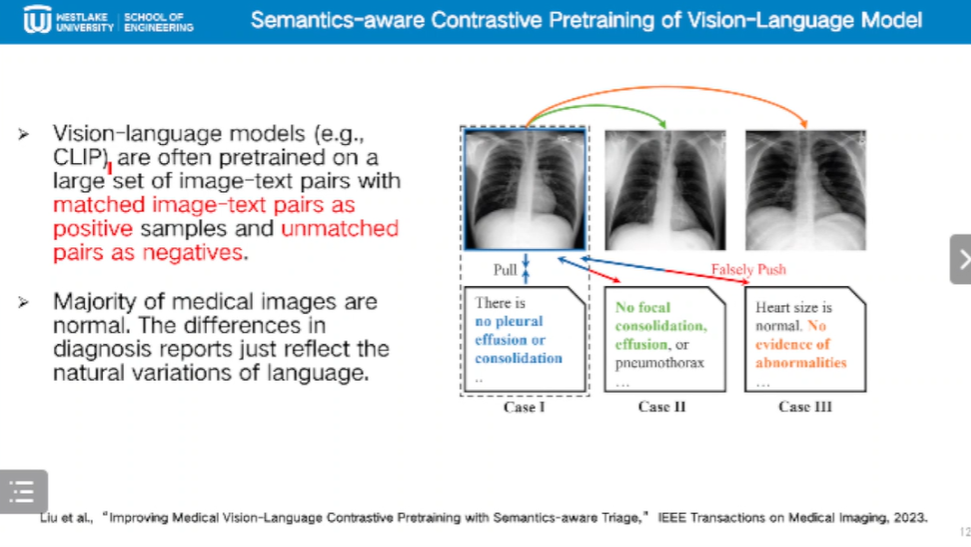 WESTLAKE UNIVERSITY
SCHOOL OF ENGINEERING
Semantics-aware Contrastive Pretraining of Vision-Language Model
➢ Vision-language models (e.g.,
CLIP), are often pretrained on a
large set of image-text pairs with
matched image-text pairs as
positive samples and unmatched
pairs as negatives.
➢ Majority of medical images are
normal. The differences in
diagnosis reports just reflect the
natural variations of language.
Pull
Falsely Push
There is
no pleural
effusion or
consolidation
..
Case I
No focal
consolidation,
effusion, or
pneumothorax
...
Case II
Heart size is
normal. No
evidence of
abnormalities
...
Case III
Liu et al., "Improving Medical Vision-Language Contrastive Pretraining with Semantics-aware Triage," IEEE Transactions on Medical Imaging, 2023.
12